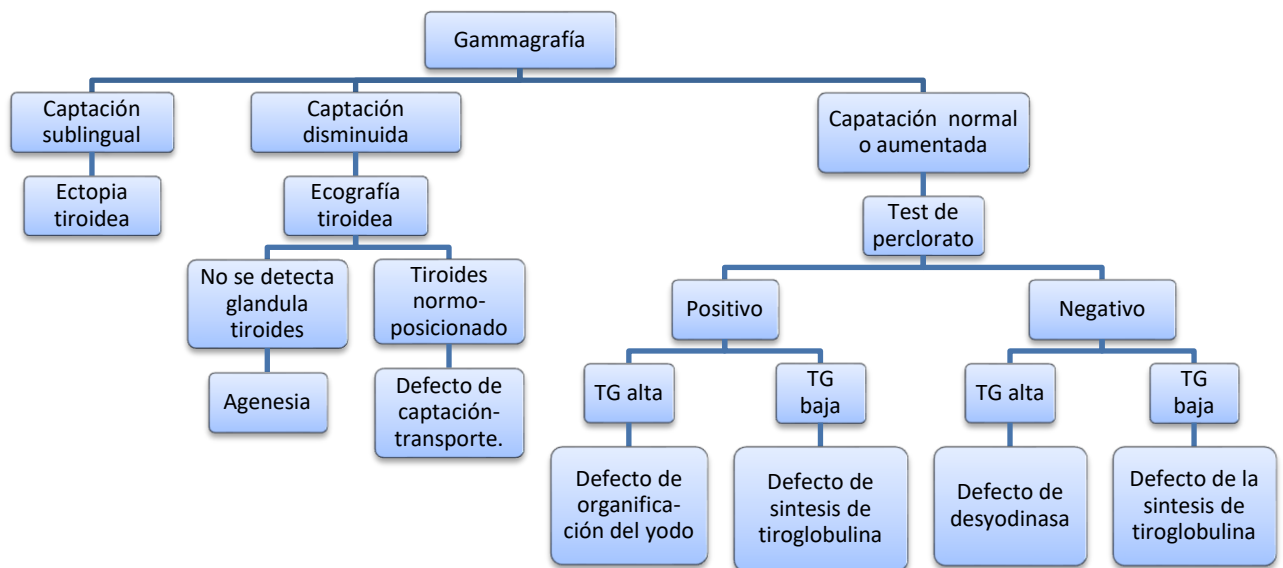 Gammagrafía
Captación
sublingual
Captación
disminuida
Capatación normal
o aumentada
Ectopia
tiroidea
Ecografía
tiroidea
Test de
perclorato
No se detecta
glandula
tiroides
Tiroides
normo-
posicionado
Positivo
Negativo
Agenesia
Defecto de
captación-
transporte.
TG alta
TG
baja
TG alta
TG
baja
Defecto de
organifica-
ción del yodo
Defecto de
sintesis de
tiroglobulina
Defecto de
desyodinasa
Defecto de la
sintesis de
tiroglobulina